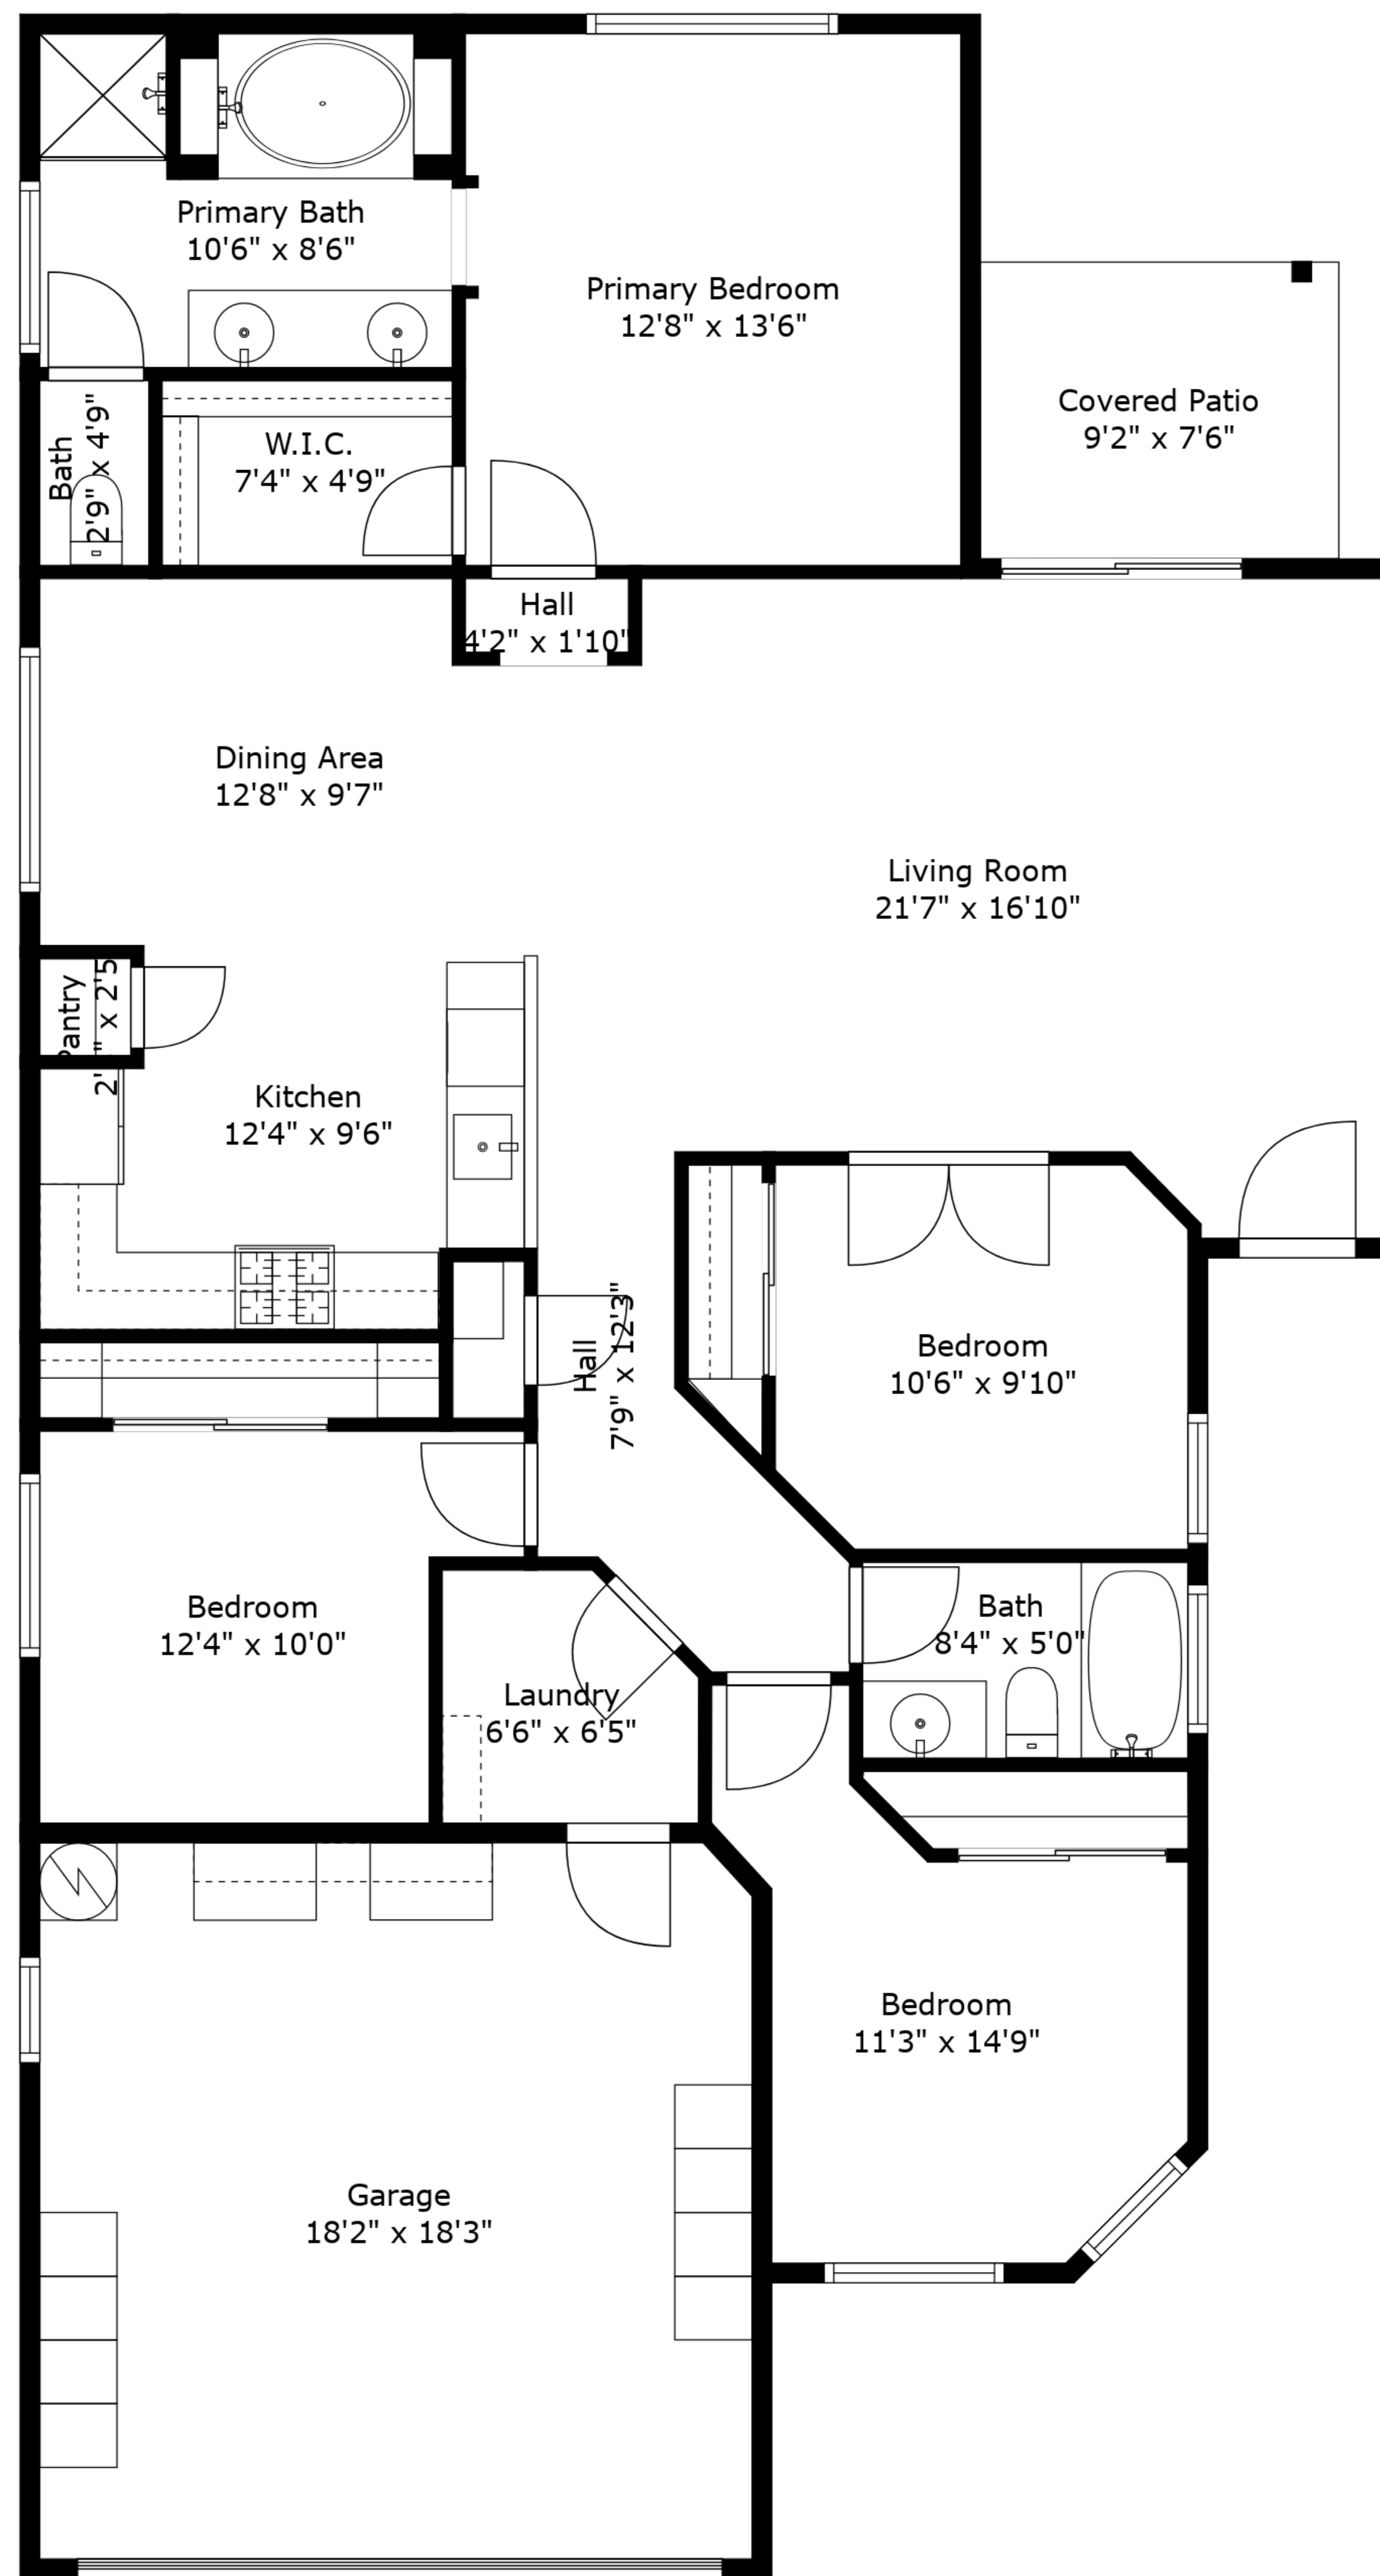 Primary Bath
10'6" x 8'6"
Primary Bedroom
12'8" x 13'6"
Covered Patio
9'2" x 7'6"
Bath
2'9" x 4'9"
W.I.C.
7'4" x 4'9"
Hall
4'2" x 1'10"
Dining Area
12'8" x 9'7"
Living Room
21'7" x 16'10"
Pantry
x 2'5
Kitchen
12'4" x 9'6"
Hall
7'9" x 12'3"
Bedroom
10'6" x 9'10"
Bedroom
12'4" x 10'0"
Bath
8'4" x 5'0"
Laundry
6'6" x 6'5"
Bedroom
11'3" x 14'9"
Garage
18'2" x 18'3"